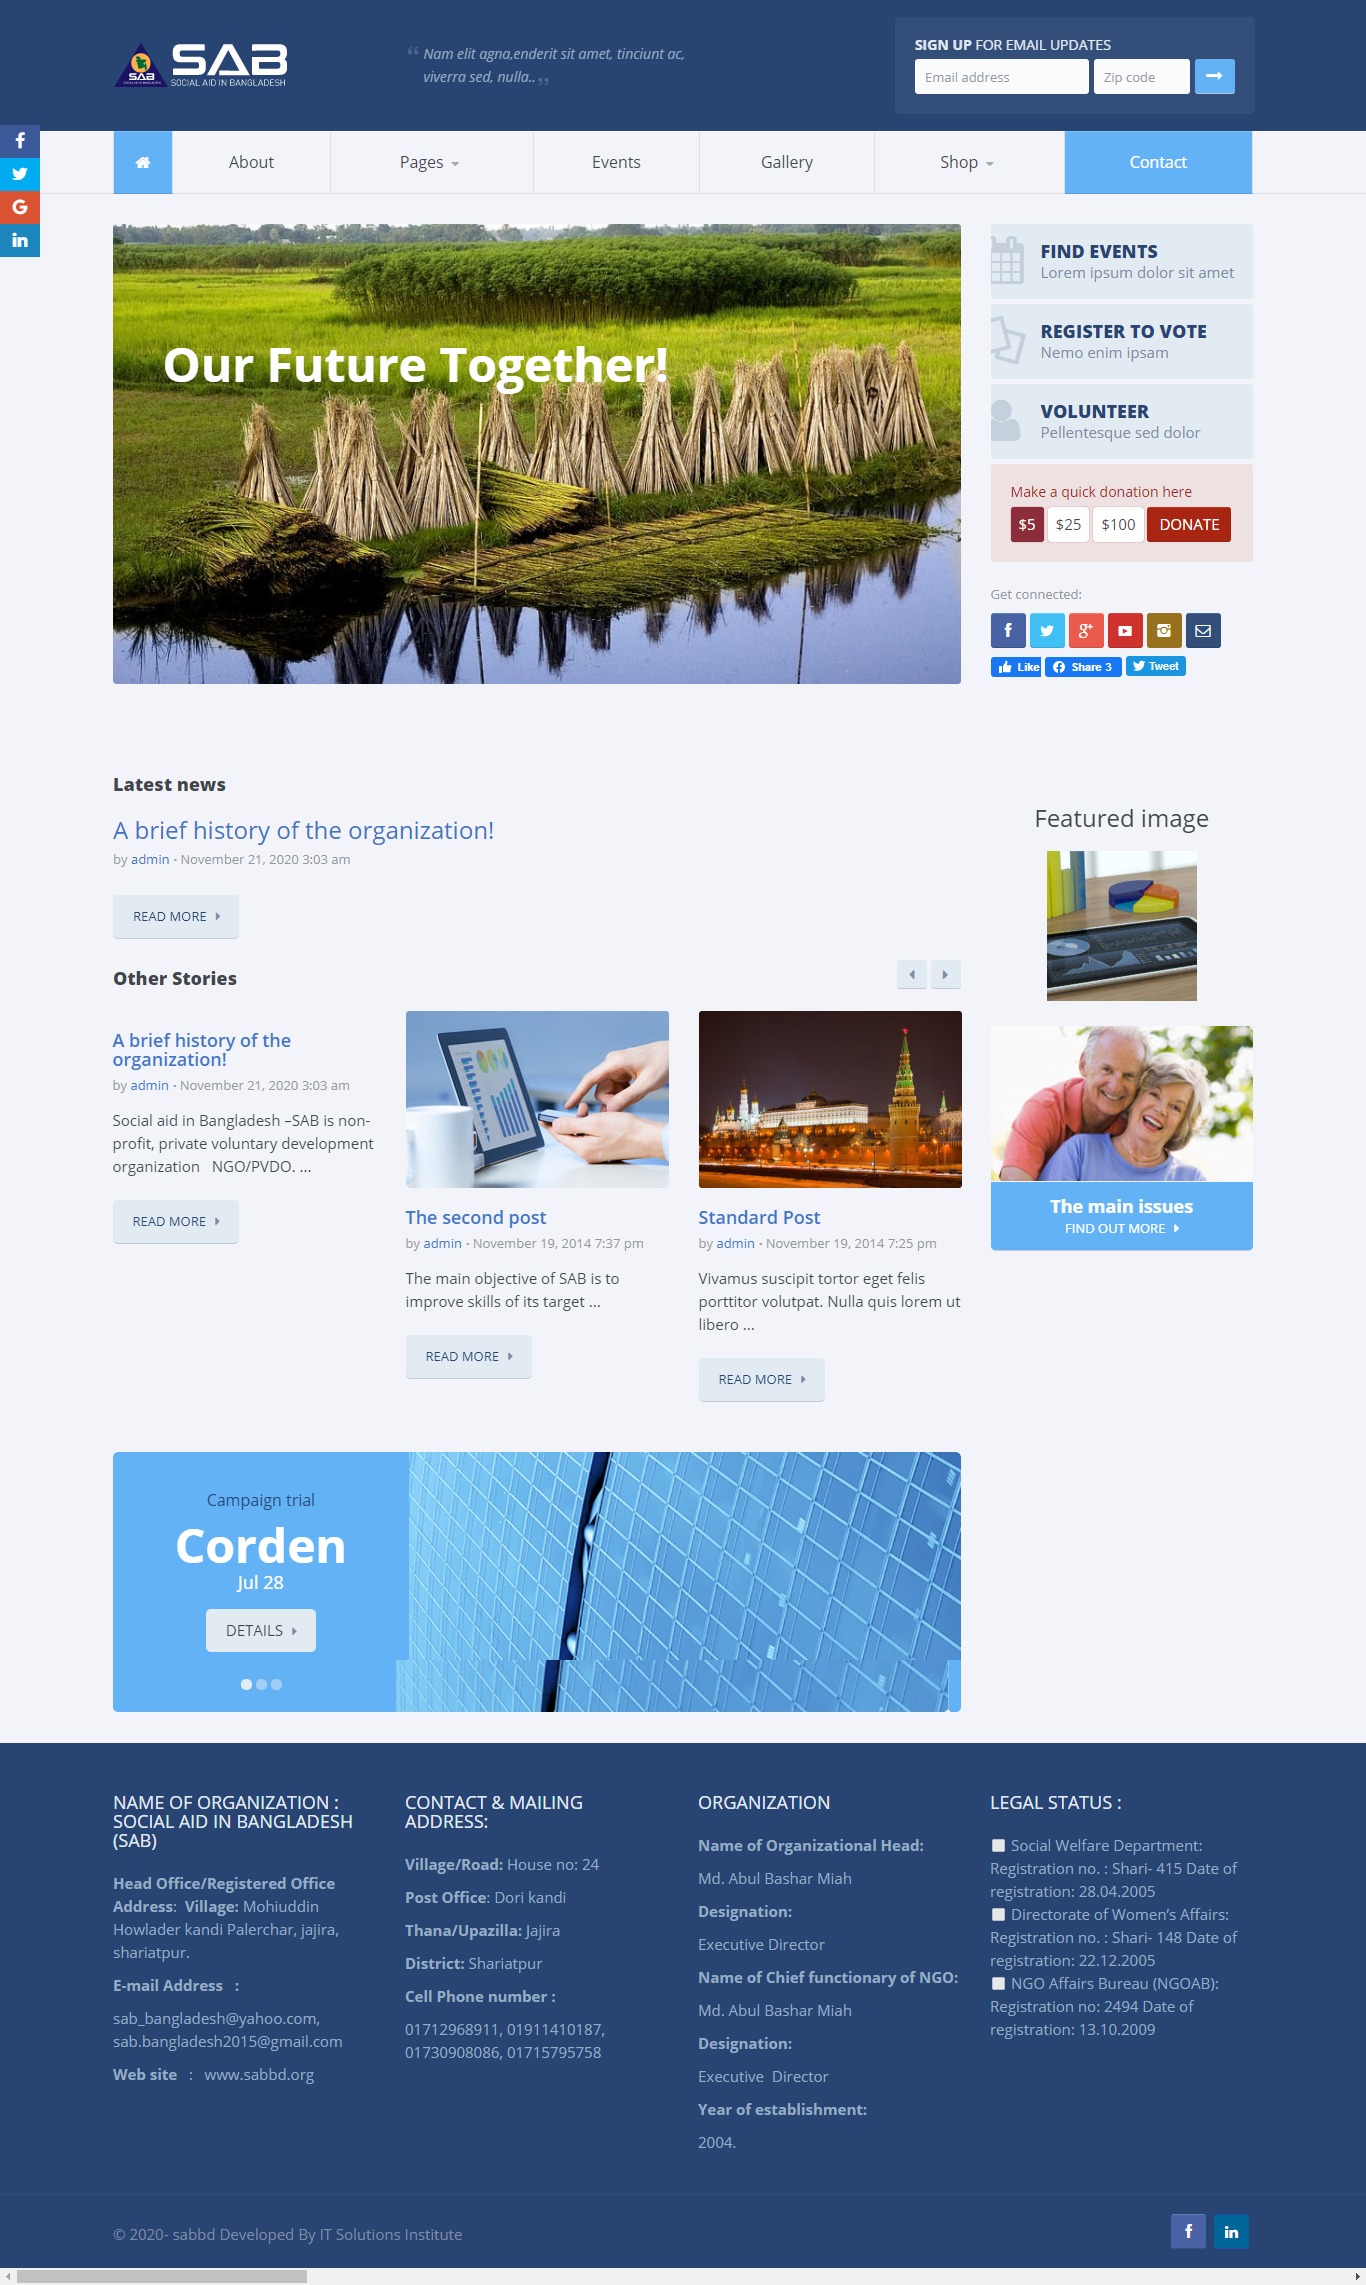 SAB
SAB
SOCIAL AID IN BANGLADESH
“ Nam elit agna,enderit sit amet, tinciunt ac,
viverra sed, nulla.. ”
SIGN UP FOR EMAIL UPDATES
Email address
Zip code
About
Pages
Events
Gallery
Shop
Contact
Our Future Together!
FIND EVENTS
Lorem ipsum dolor sit amet
REGISTER TO VOTE
Nemo enim ipsam
VOLUNTEER
Pellentesque sed dolor
Make a quick donation here
$5 $25 $100 DONATE
Get connected:
Like Share 3 Tweet
Latest news
A brief history of the organization!
by admin · November 21, 2020 3:03 am
READ MORE
Featured image
Other Stories
A brief history of the
organization!
by admin · November 21, 2020 3:03 am
Social aid in Bangladesh –SAB is non-
profit, private voluntary development
organization   NGO/PVDO. ...
READ MORE
The second post
by admin · November 19, 2014 7:37 pm
The main objective of SAB is to
improve skills of its target ...
READ MORE
Standard Post
by admin · November 19, 2014 7:25 pm
Vivamus suscipit tortor eget felis
porttitor volutpat. Nulla quis lorem ut
libero ...
READ MORE
The main issues
FIND OUT MORE
Campaign trial
Corden
Jul 28
DETAILS
NAME OF ORGANIZATION :
SOCIAL AID IN BANGLADESH
(SAB)
Head Office/Registered Office
Address:  Village: Mohiuddin
Howlader kandi Palerchar, jajira,
shariatpur.
E-mail Address   :
sab_bangladesh@yahoo.com,
sab.bangladesh2015@gmail.com
Web site   :   www.sabbd.org
CONTACT & MAILING
ADDRESS:
Village/Road: House no: 24
Post Office: Dori kandi
Thana/Upazilla: Jajira
District: Shariatpur
Cell Phone number :
01712968911, 01911410187,
01730908086, 01715795758
ORGANIZATION
Name of Organizational Head:
Md. Abul Bashar Miah
Designation:
Executive Director
Name of Chief functionary of NGO:
Md. Abul Bashar Miah
Designation:
Executive  Director
Year of establishment:
2004.
LEGAL STATUS :
Social Welfare Department:
Registration no. : Shari- 415 Date of
registration: 28.04.2005
Directorate of Women’s Affairs:
Registration no. : Shari- 148 Date of
registration: 22.12.2005
NGO Affairs Bureau (NGOAB):
Registration no: 2494 Date of
registration: 13.10.2009
© 2020- sabbd Developed By IT Solutions Institute